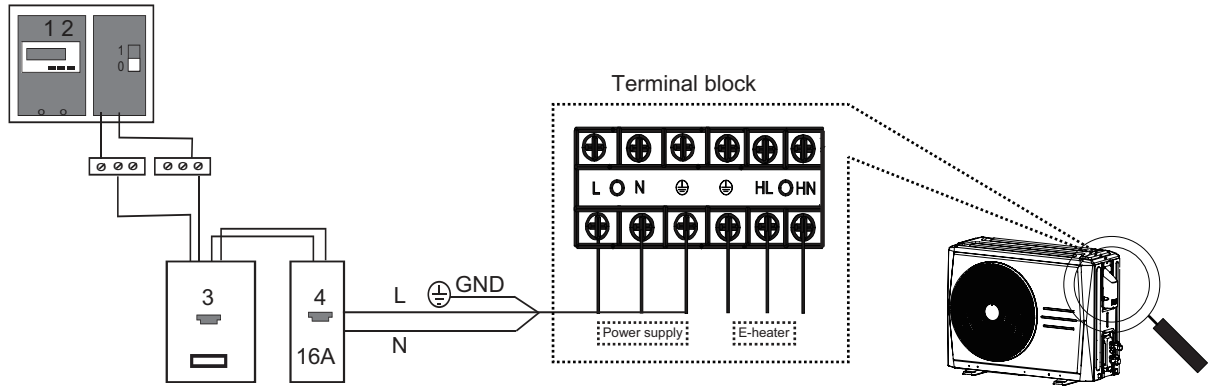 1 2
1
0
Terminal block
L N ⏚ ⏚ HL HN
3
4
16A
L
GND
N
Power supply
E-heater